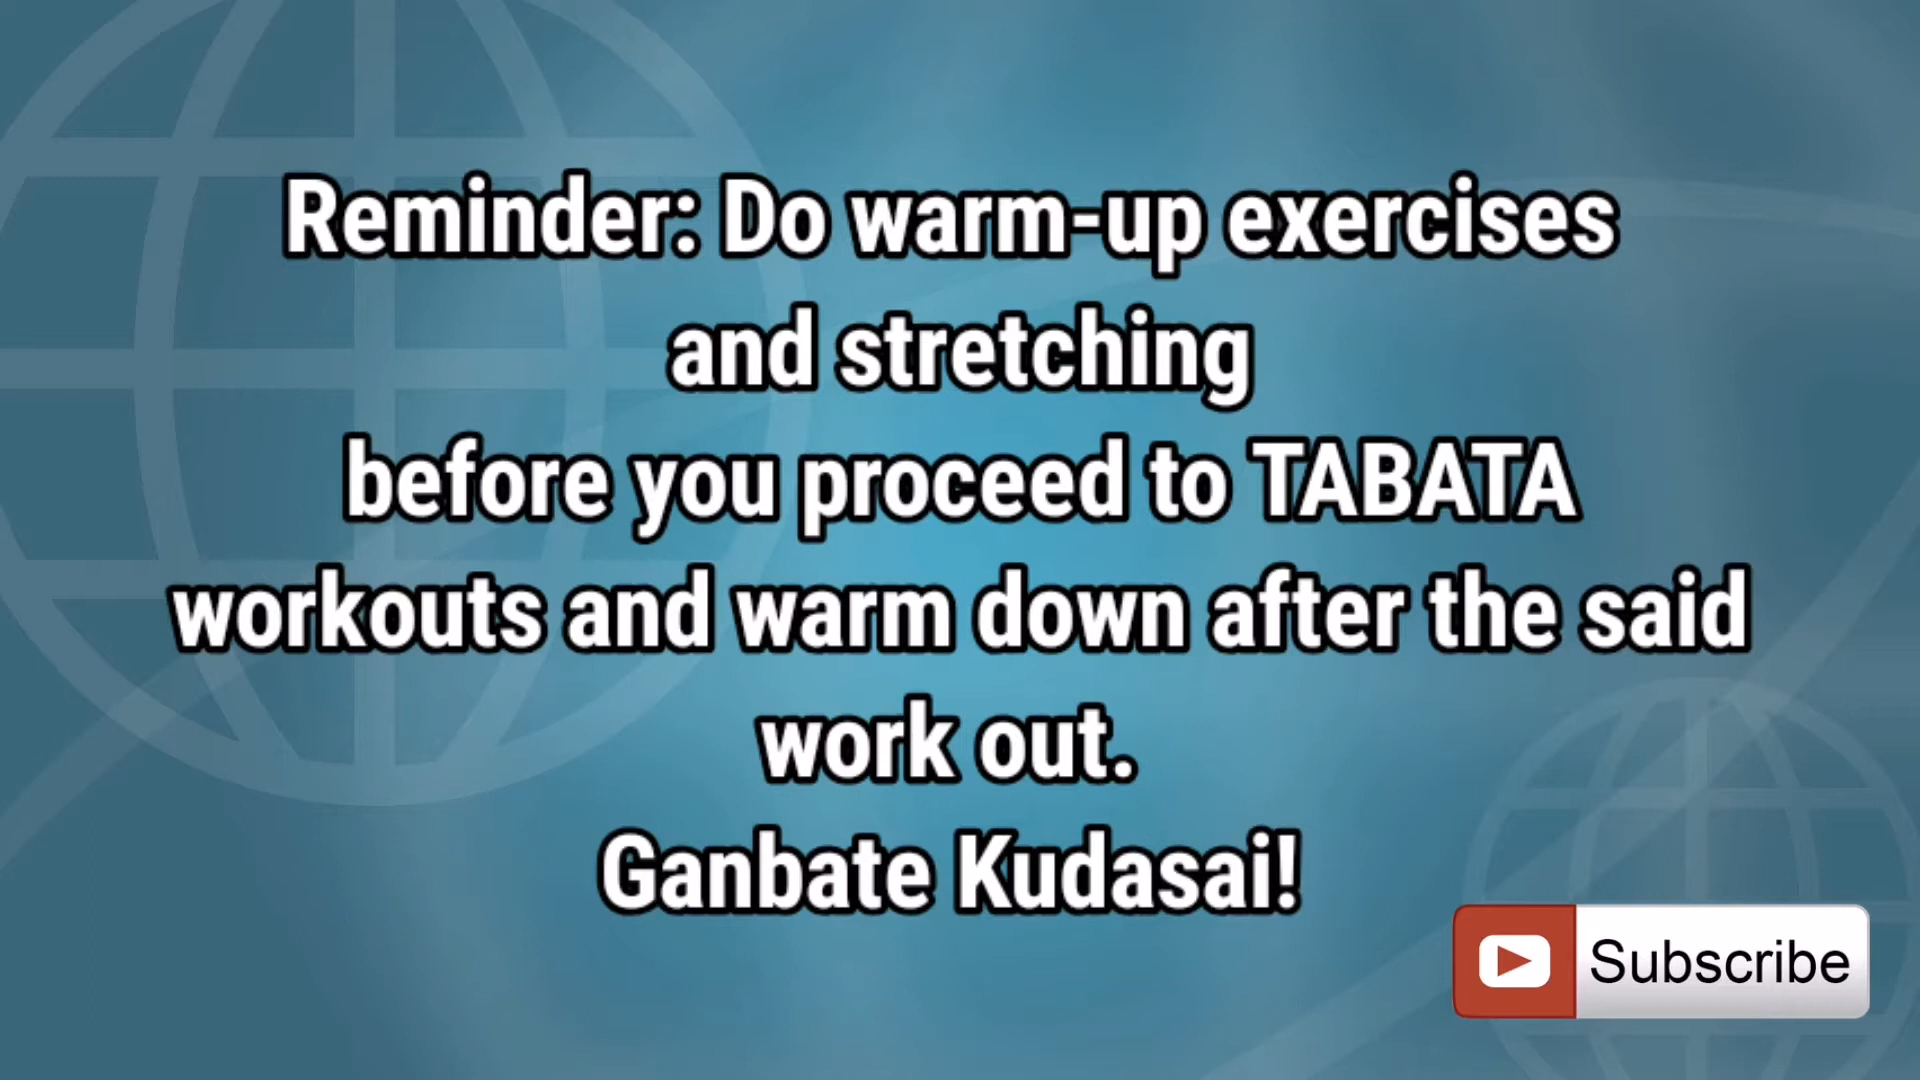 Reminder: Do warm-up exercises
and stretching
before you proceed to TABATA
workouts and warm down after the said
work out.
Ganbate Kudasai!
Subscribe